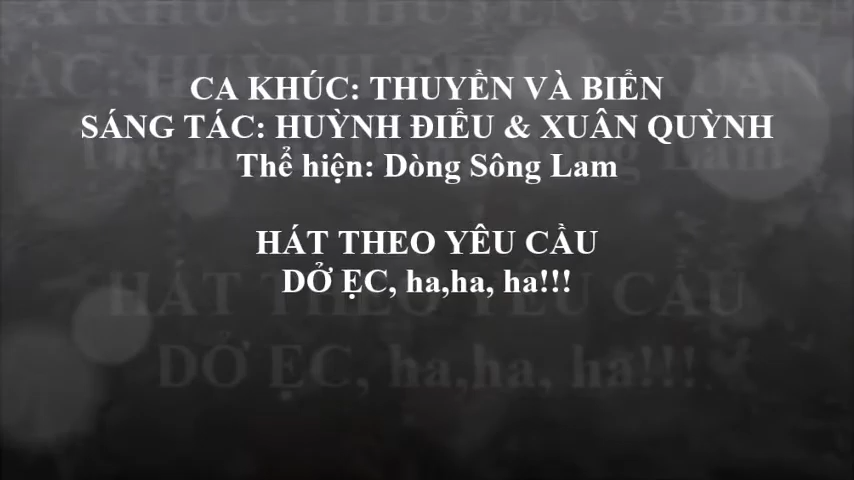 CA KHÚC: THUYỀN VÀ BIỂN
SÁNG TÁC: HUỲNH ĐIỂU & XUÂN QUỲNH
Thể hiện: Dòng Sông Lam
HÁT THEO YÊU CẦU
DỞ ẸC, ha,ha, ha!!!